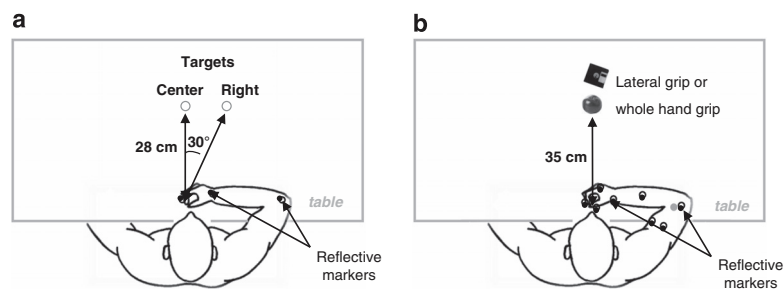 a
Targets
Center Right
28 cm
30°
table
Reflective
markers
b
Lateral grip or
whole hand grip
35 cm
table
Reflective
markers